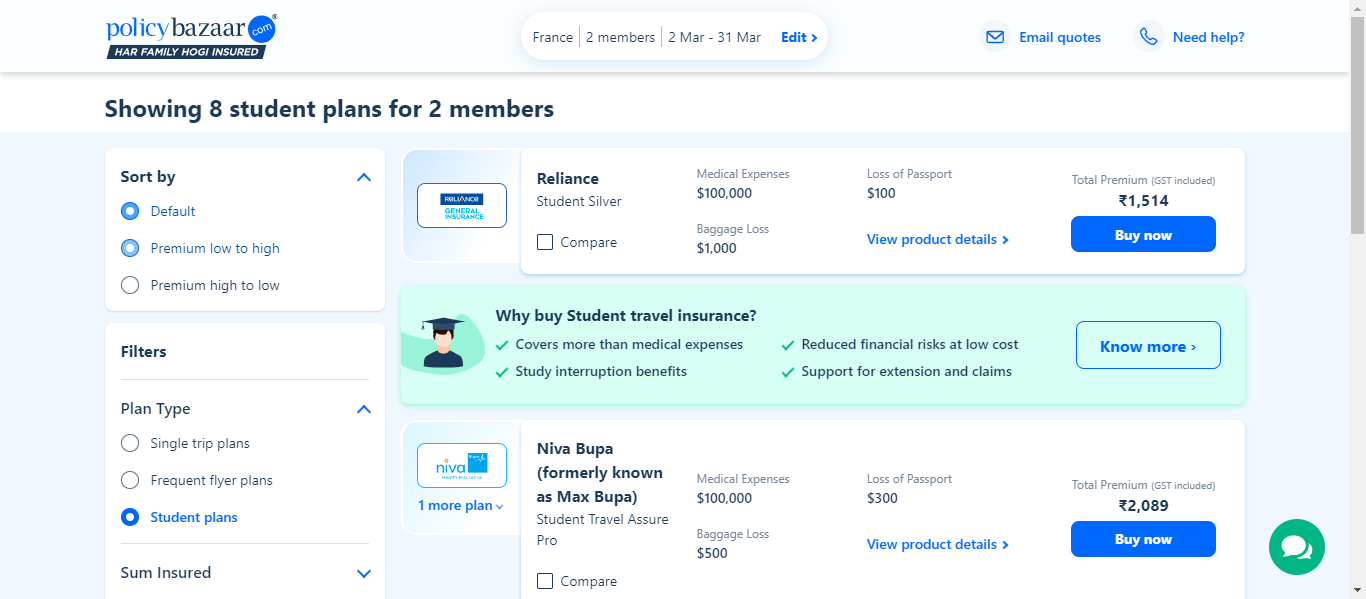 policybazaar.com
HAR FAMILY HOGI INSURED
France 2 members 2 Mar - 31 Mar Edit
Email quotes
Need help?
Showing 8 student plans for 2 members
Sort by
Default
Premium low to high
Premium high to low
Filters
Plan Type
Single trip plans
Frequent flyer plans
Student plans
Sum Insured
RELIANCE
GENERAL
INSURANCE
Reliance
Student Silver
Compare
Medical Expenses
$100,000
Baggage Loss
$1,000
Loss of Passport
$100
View product details
Total Premium (GST included)
₹1,514
Buy now
Why buy Student travel insurance?
Covers more than medical expenses
Reduced financial risks at low cost
Study interruption benefits
Support for extension and claims
Know more ›
niva Bupa
1 more plan
Niva Bupa
(formerly known
as Max Bupa)
Student Travel Assure
Pro
Compare
Medical Expenses
$100,000
Baggage Loss
$500
Loss of Passport
$300
View product details
Total Premium (GST included)
₹2,089
Buy now